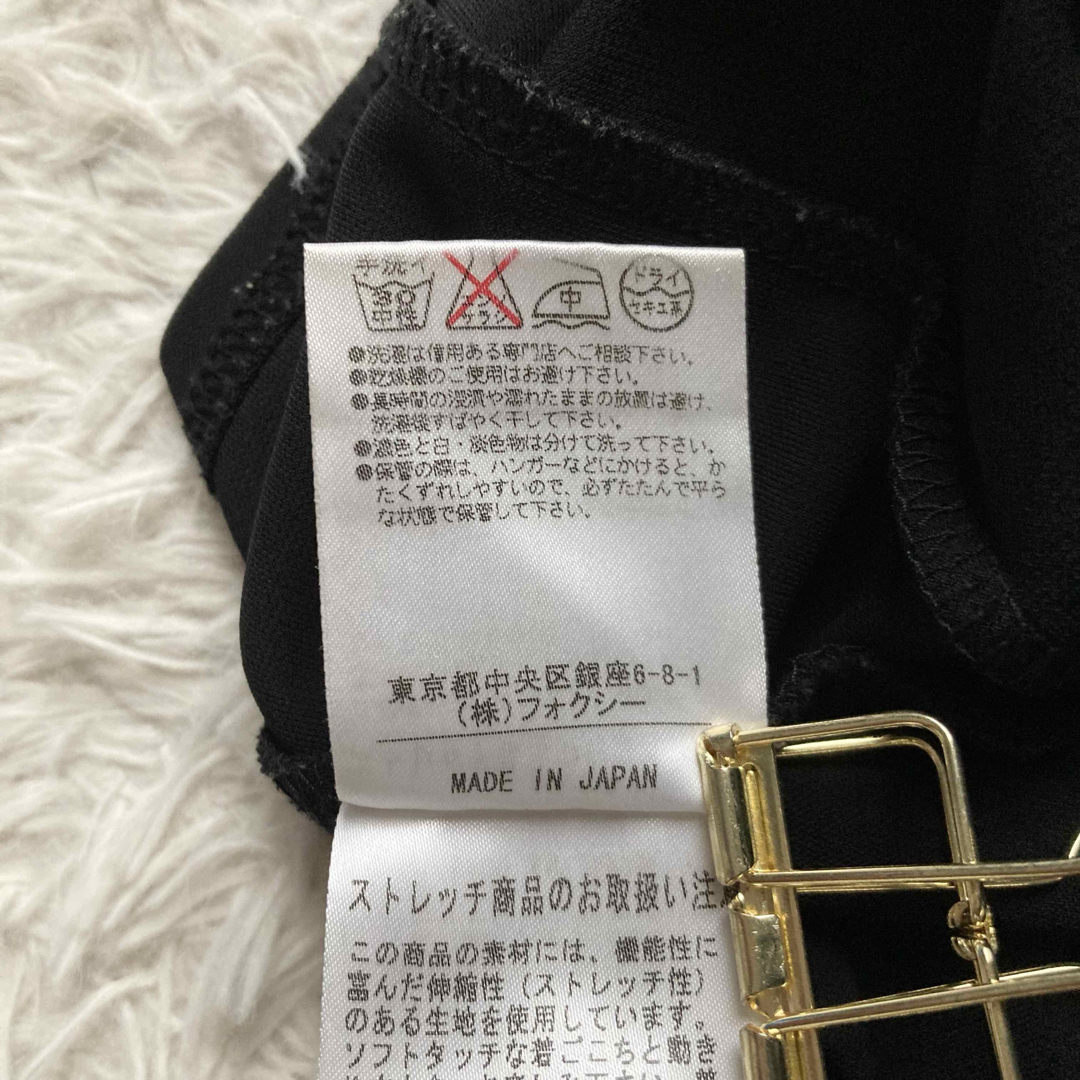 手洗イ
30
中性
エンソ
サラシ
中
ドライ
セキユ系
●洗濯は信用ある専門店へご相談下さい。
●乾燥機のご使用はお避け下さい。
●長時間の浸漬や濡れたままの放置は避け、
洗濯後すばやく干して下さい。
●濃色と白・淡色物は分けて洗って下さい。
●保管の際は、ハンガーなどにかけると、か
たくずれしやすいので、必ずたたんで平ら
な状態で保管して下さい。
東京都中央区銀座6-8-1
(株)フォクシー
MADE IN JAPAN
ストレッチ商品のお取扱い注
この商品の素材には、機能性に
富んだ伸縮性(ストレッチ性)
のある生地を使用しています。
ソフトタッチな着ごこちと動き